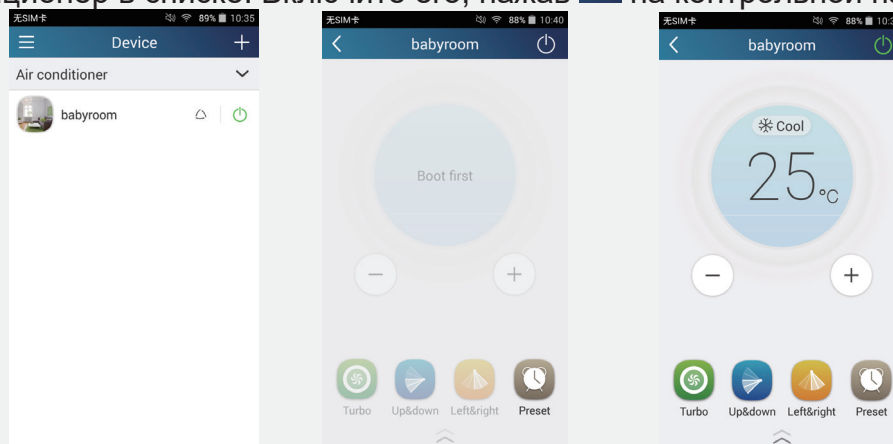 в списке. Включите его, нажав на контрольной
无SIM卡 89% 10:35
Device
Air conditioner
babyroom
无SIM卡 88% 10:40
babyroom
Boot first
Turbo Up&down Left&right Preset
无SIM卡 88%
babyroom
Cool
25°C
Turbo Up&down Left&right Preset